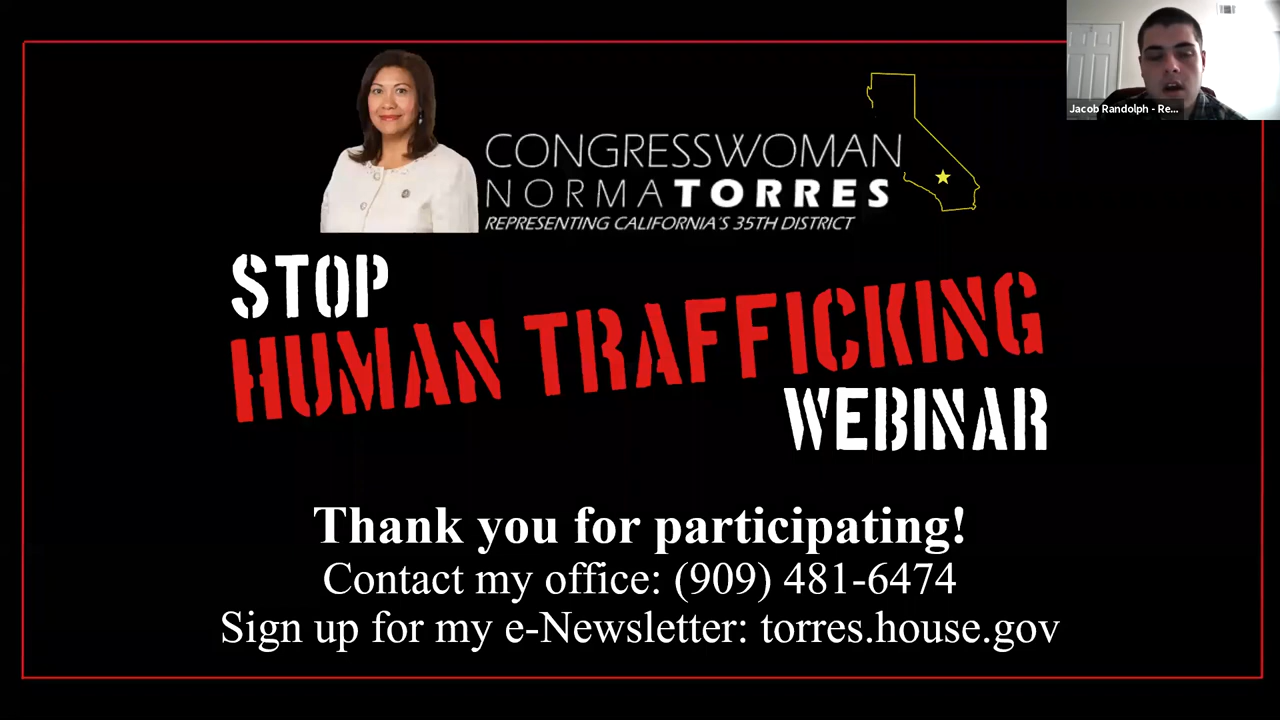 Jacob Randolph - Re...
CONGRESSWOMAN
NORMA TORRES
REPRESENTING CALIFORNIA'S 35TH DISTRICT
STOP
HUMAN TRAFFICKING
WEBINAR
Thank you for participating!
Contact my office: (909) 481-6474
Sign up for my e-Newsletter: torres.house.gov